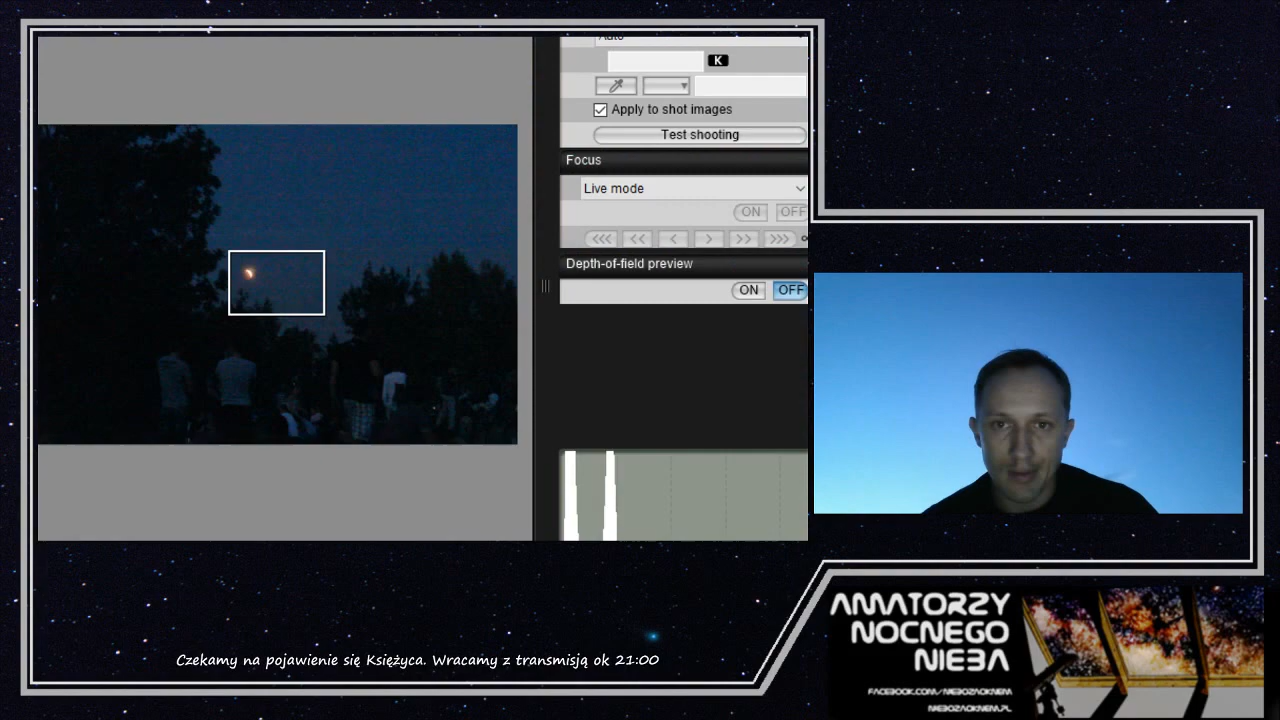 Auto
K
Apply to shot images
Test shooting
Focus
Live mode
ON OFF
<<< << < > >> >>>
Depth-of-field preview
ON OFF
Czekamy na pojawienie się Księżyca. Wracamy z transmisją ok 21:00
AMATORZY
NOCNEGO
NIEBA
FACEBOOK.COM/NIEBOZAOKNEM
NIEBOZAOKNEM.PL